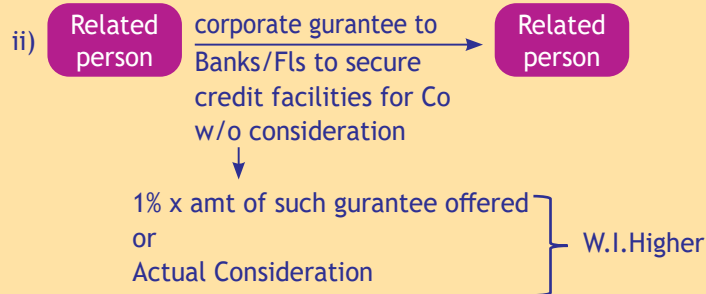 ii) Related person corporate gurantee to Related person
Banks/FIs to secure
credit facilities for Co
w/o consideration
1% x amt of such gurantee offered
or
Actual Consideration
W.I.Higher